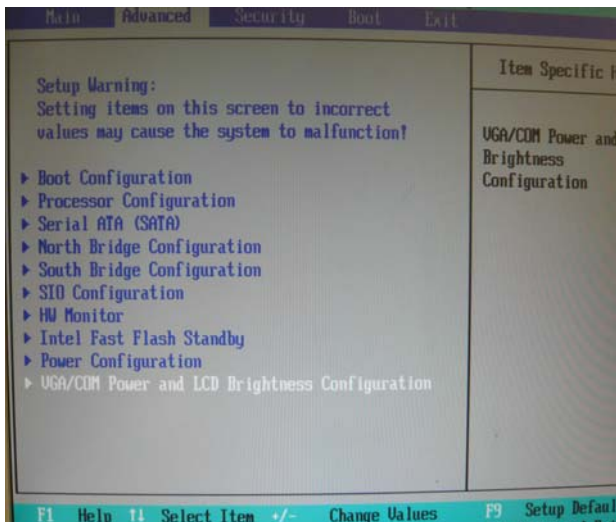 Main Advanced Security Boot Exit
Item Specific
Setup Warning:
Setting items on this screen to incorrect
values may cause the system to malfunction!
VGA/COM Power and
Brightness
Configuration
Boot Configuration
Processor Configuration
Serial ATA (SATA)
North Bridge Configuration
South Bridge Configuration
SIO Configuration
HW Monitor
Intel Fast Flash Standby
Power Configuration
VGA/COM Power and LCD Brightness Configuration
F1 Help ↑↓ Select Item +/- Change Values F9 Setup Defaul